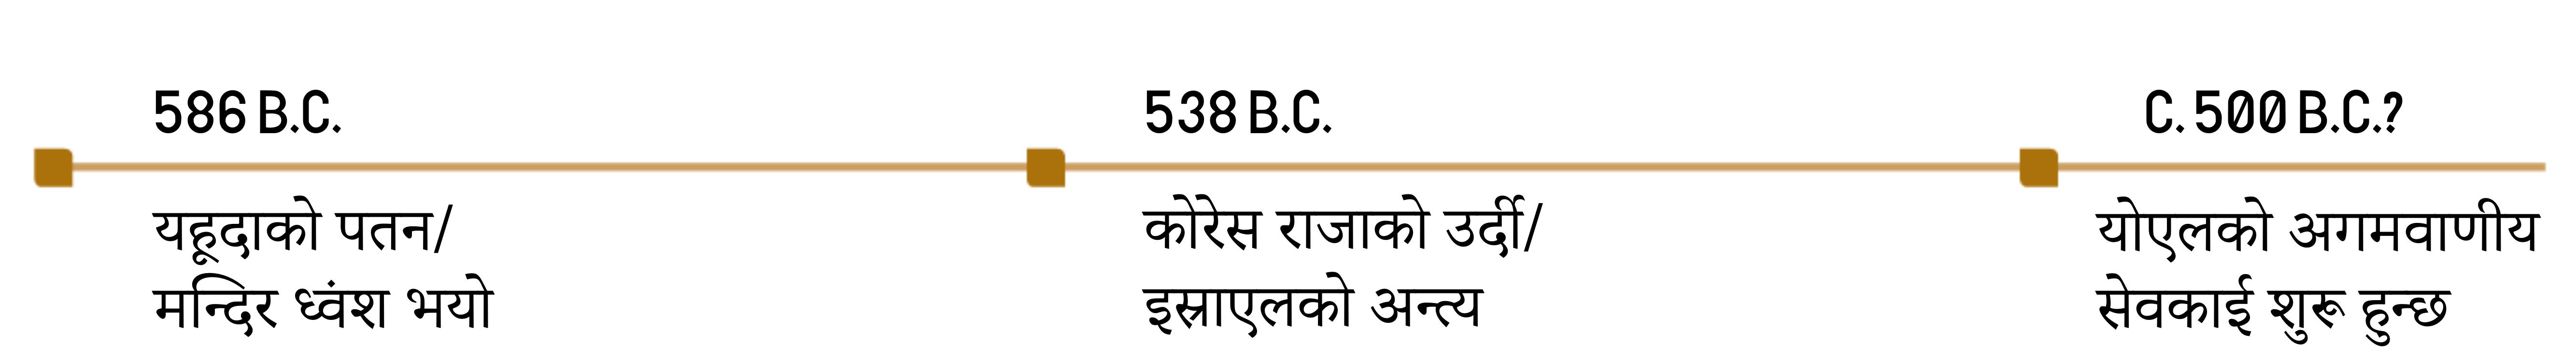 586 B.C.
यहूदाको पतन/
मन्दिर ध्वंश भयो
538 B.C.
कोरेस राजाको उर्दी/
इस्राएलको अन्त्य
C. 500 B.C.?
योएलको अगमवाणीय
सेवकाई शुरू हुन्छ